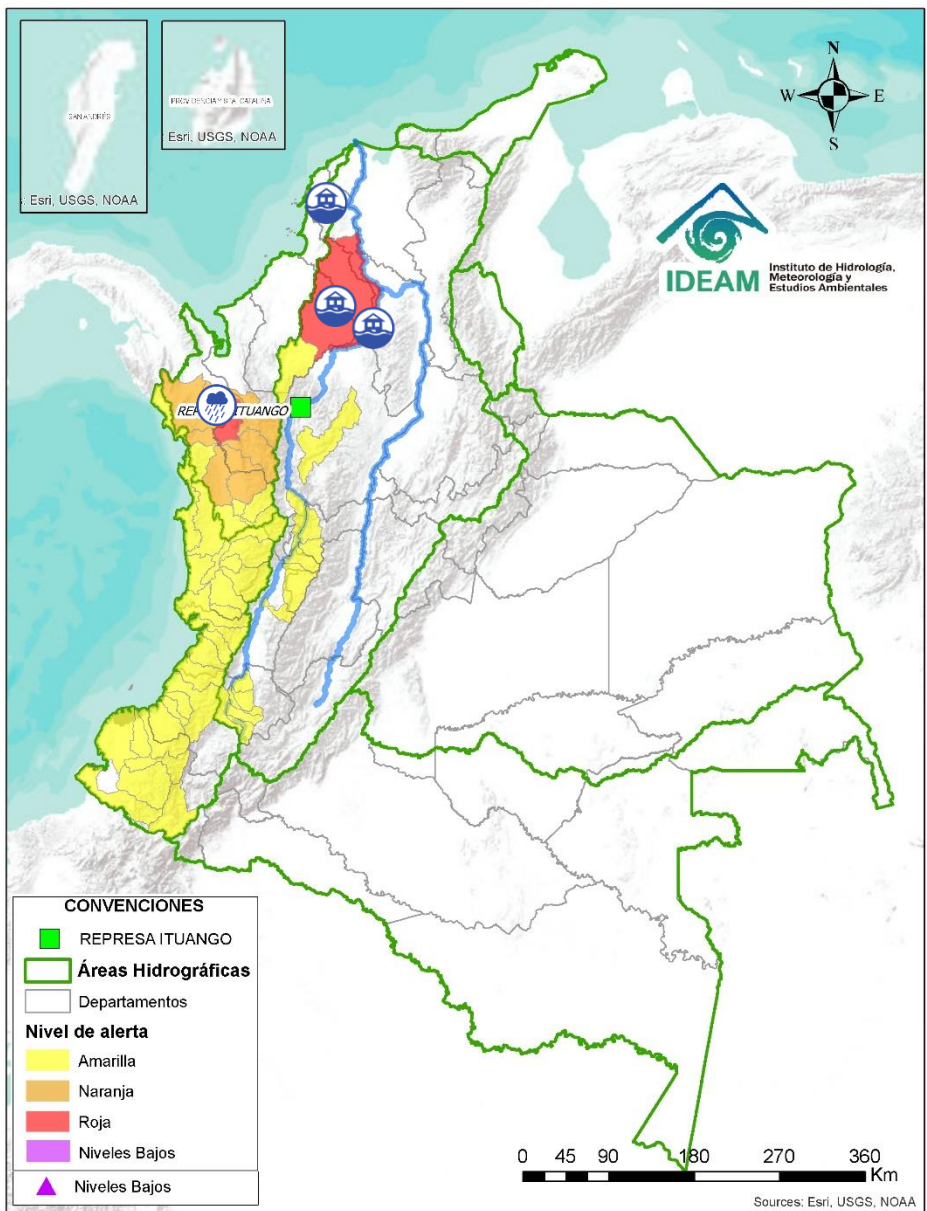 SAN ANDRÉS
: Esri, USGS, NOAA
PROVIDENCIA Y STA. CATALINA
Esri, USGS, NOAA
N
W E
S
IDEAM
Instituto de Hidrología,
Meteorología y
Estudios Ambientales
REPRESA ITUANGO
CONVENCIONES
REPRESA ITUANGO
Áreas Hidrográficas
Departamentos
Nivel de alerta
Amarilla
Naranja
Roja
Niveles Bajos
Niveles Bajos
0 45 90 180 270 360
Km
Sources: Esri, USGS, NOAA